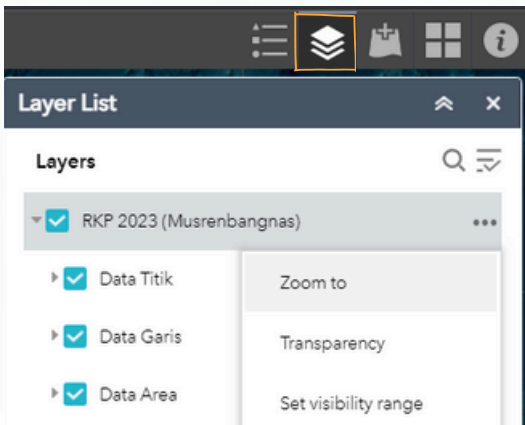 Layer List
Layers
RKP 2023 (Musrenbangnas)
Data Titik
Zoom to
Data Garis
Transparency
Data Area
Set visibility range